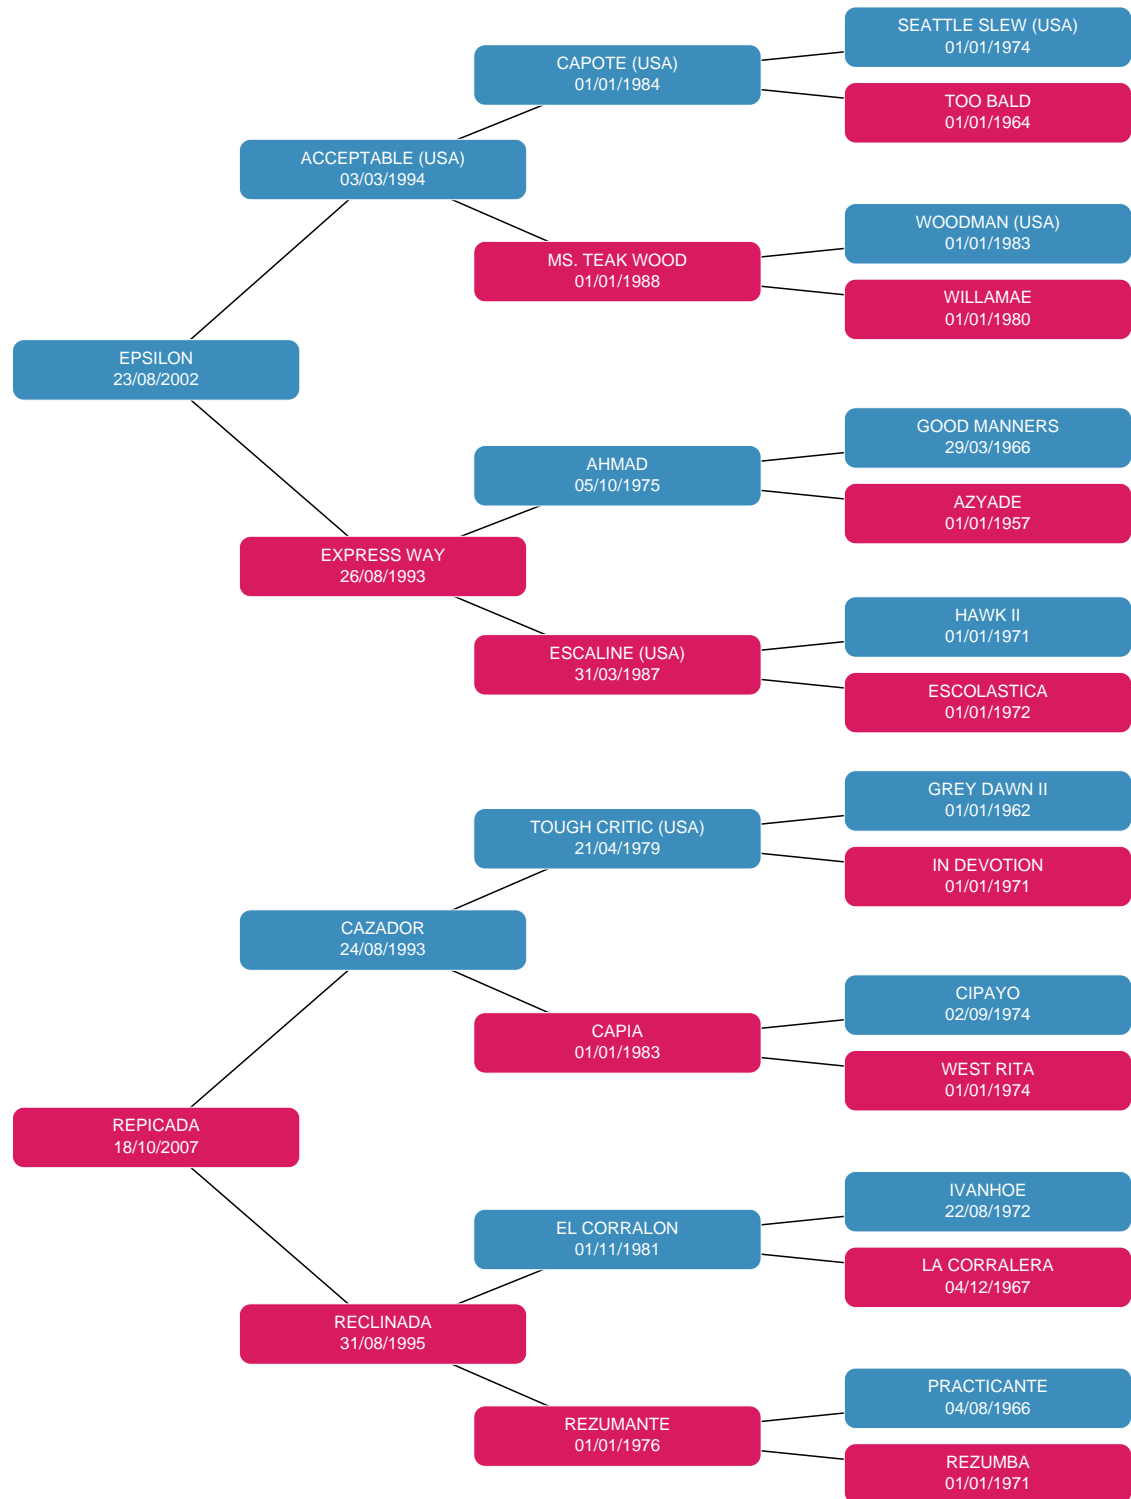 SEATTLE SLEW (USA)
01/01/1974
CAPOTE (USA)
01/01/1984
TOO BALD
01/01/1964
ACCEPTABLE (USA)
03/03/1994
WOODMAN (USA)
01/01/1983
MS. TEAK WOOD
01/01/1988
WILLAMAE
01/01/1980
EPSILON
23/08/2002
GOOD MANNERS
29/03/1966
AHMAD
05/10/1975
AZYADE
01/01/1957
EXPRESS WAY
26/08/1993
HAWK II
01/01/1971
ESCALINE (USA)
31/03/1987
ESCOLASTICA
01/01/1972
GREY DAWN II
01/01/1962
TOUGH CRITIC (USA)
21/04/1979
IN DEVOTION
01/01/1971
CAZADOR
24/08/1993
CIPAYO
02/09/1974
CAPIA
01/01/1983
WEST RITA
01/01/1974
REPICADA
18/10/2007
IVANHOE
22/08/1972
EL CORRALON
01/11/1981
LA CORRALERA
04/12/1967
RECLINADA
31/08/1995
PRACTICANTE
04/08/1966
REZUMANTE
01/01/1976
REZUMBA
01/01/1971